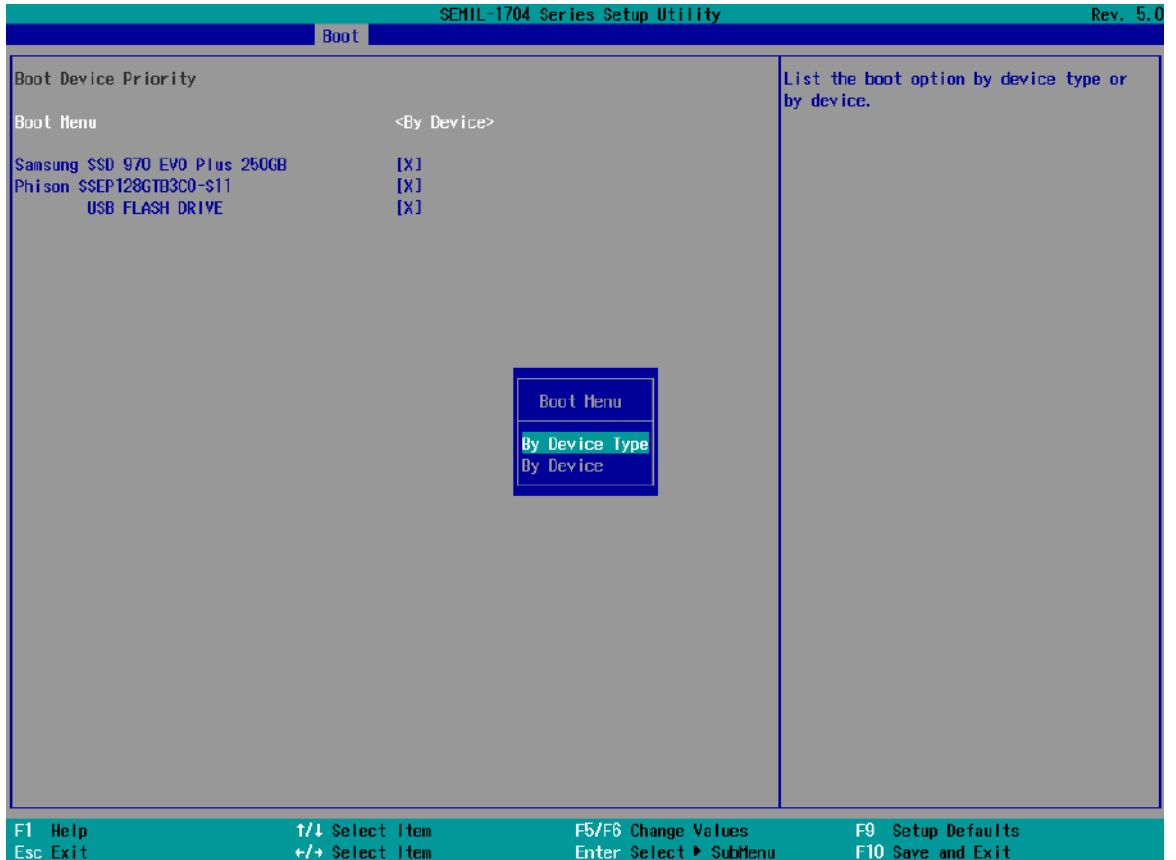 SEMIL-1704 Series Setup Utility Rev. 5.0
Boot
Boot Device Priority
Boot Menu <By Device>
Samsung SSD 970 EVO Plus 250GB [X]
Phison SSEP128GTB3C0-S11 [X]
USB FLASH DRIVE [X]
List the boot option by device type or
by device.
Boot Menu
By Device Type
By Device
F1 Help ↑/↓ Select Item F5/F6 Change Values F9 Setup Defaults
Esc Exit ←/→ Select Item Enter Select ▶ SubMenu F10 Save and Exit